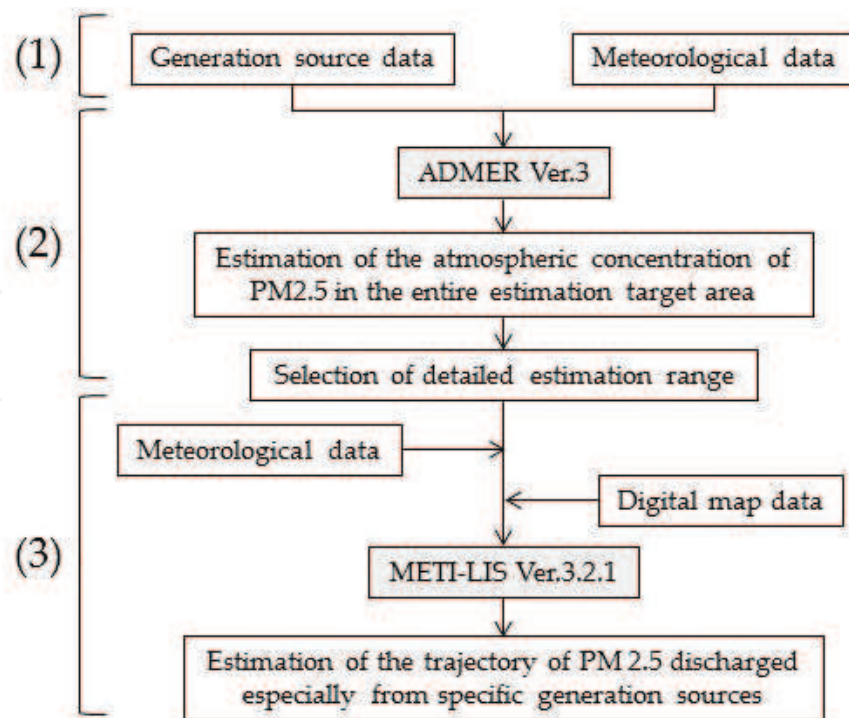 (1)
Generation source data
Meteorological data
(2)
ADMER Ver.3
Estimation of the atmospheric concentration of
PM2.5 in the entire estimation target area
Selection of detailed estimation range
(3)
Meteorological data
Digital map data
METI-LIS Ver.3.2.1
Estimation of the trajectory of PM 2.5 discharged
especially from specific generation sources